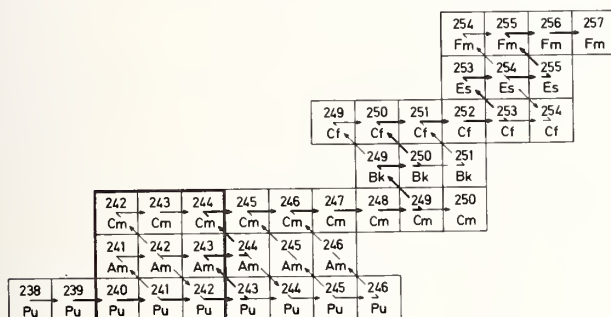 254 255 256 257
Fm Fm Fm Fm
253 254 255
Es Es Es
249 250 251 252 253 254
Cf Cf Cf Cf Cf Cf
249 250 251
Bk Bk Bk
242 243 244 245 246 247 248 249 250
Cm Cm Cm Cm Cm Cm Cm Cm Cm
241 242 243 244 245 246
Am Am Am Am Am Am
238 239 240 241 242 243 244 245 246
Pu Pu Pu Pu Pu Pu Pu Pu Pu